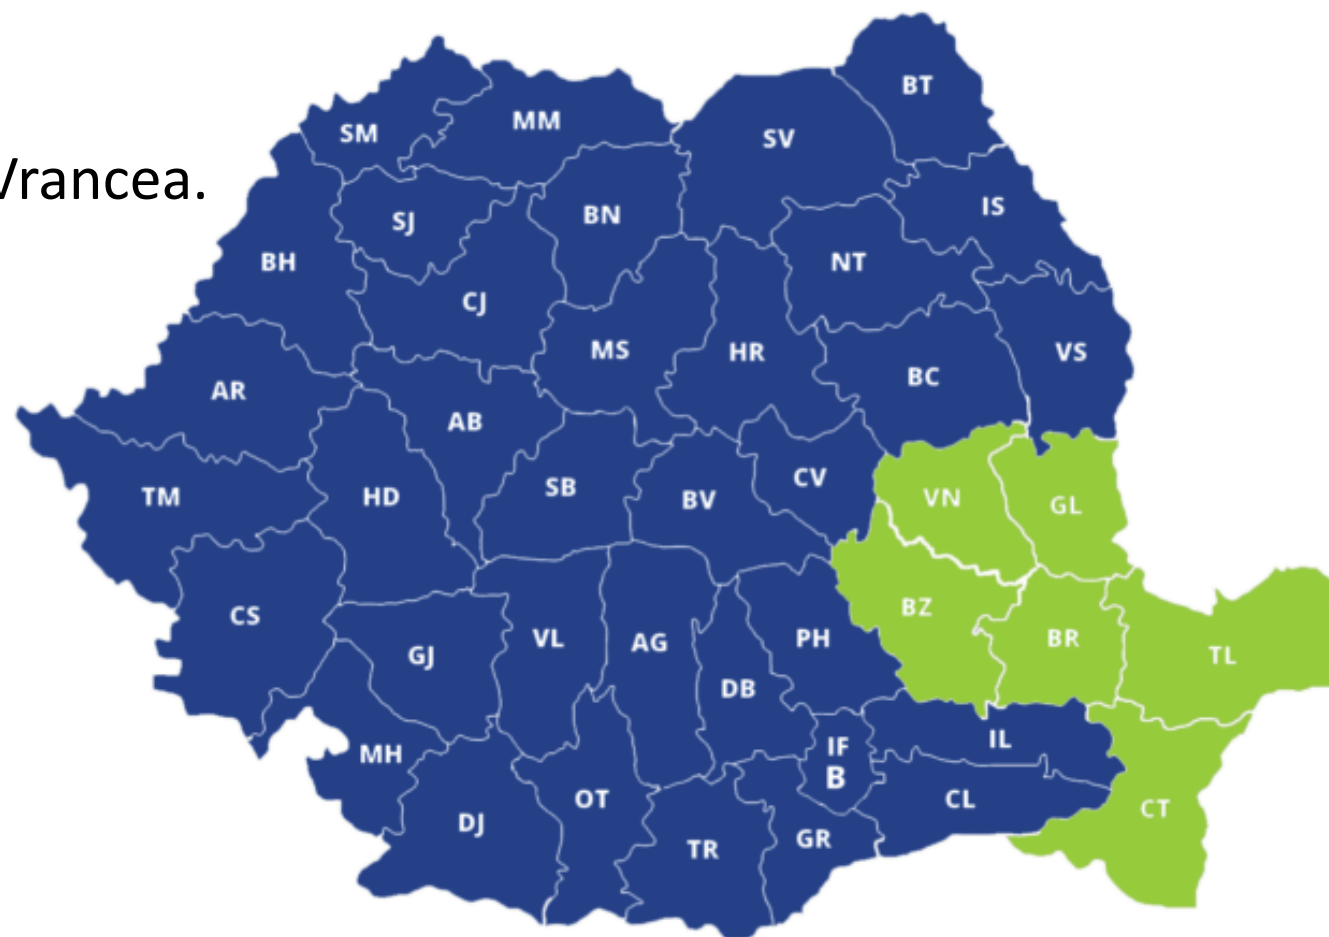 BT
MM
SM
SV
Vrancea.
IS
BN
SJ
BH
NT
CJ
MS
HR
VS
BC
AR
AB
CV
SB
TM
HD
BV
VN
GL
BZ
CS
VL
AG
PH
BR
GJ
TL
DB
IL
IF
B
MH
OT
CL
CT
DJ
GR
TR